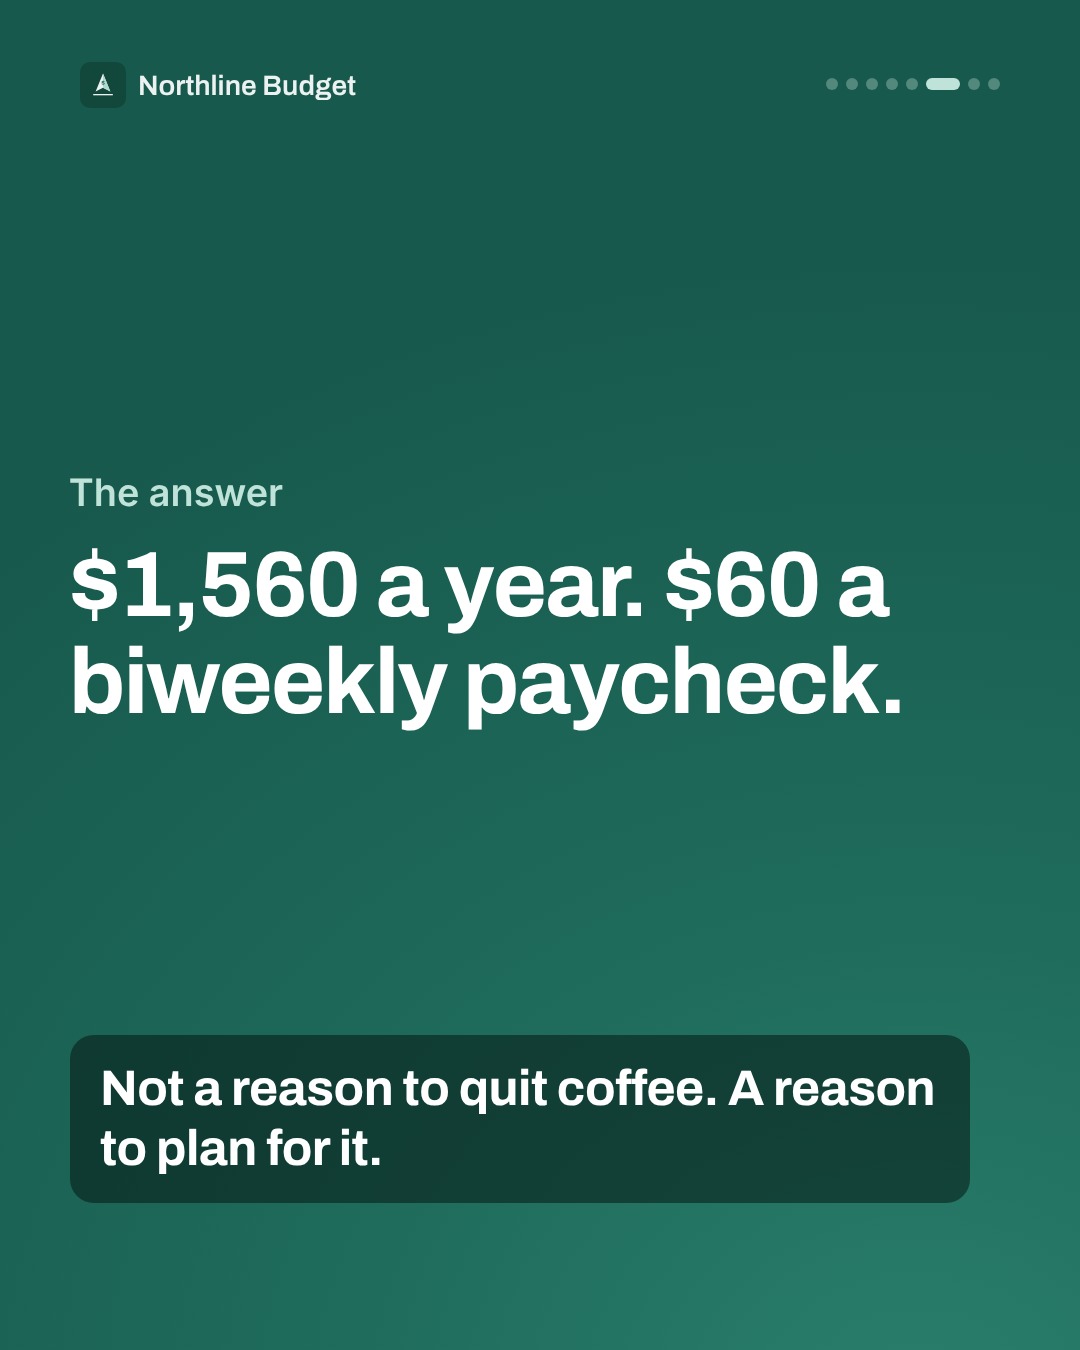 Northline Budget
The answer
$1,560 a year. $60 a
biweekly paycheck.
Not a reason to quit coffee. A reason
to plan for it.